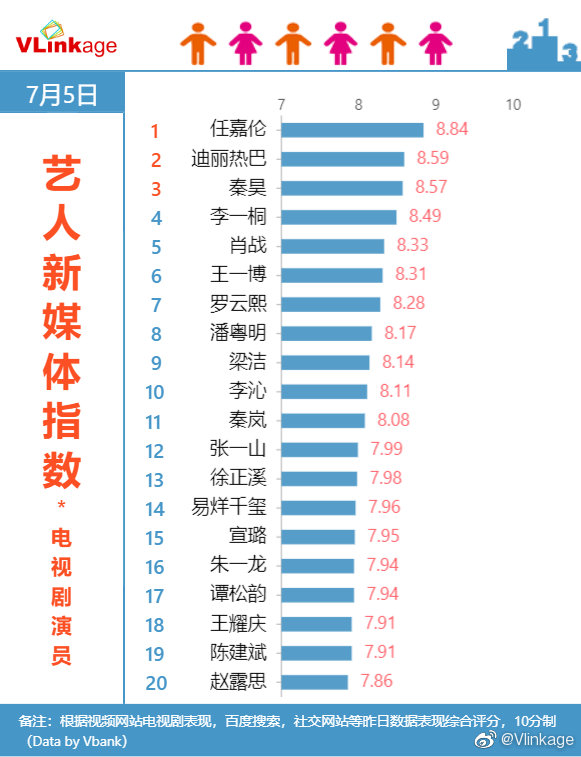 VLinkage
1
2
3
7月5日
艺人新媒体指数
*
电视剧演员
7 8 9 10
1 任嘉伦 8.84
2 迪丽热巴 8.59
3 秦昊 8.57
4 李一桐 8.49
5 肖战 8.33
6 王一博 8.31
7 罗云熙 8.28
8 潘粤明 8.17
9 梁洁 8.14
10 李沁 8.11
11 秦岚 8.08
12 张一山 7.99
13 徐正溪 7.98
14 易烊千玺 7.96
15 宣璐 7.95
16 朱一龙 7.94
17 谭松韵 7.94
18 王耀庆 7.91
19 陈建斌 7.91
20 赵露思 7.86
备注：根据视频网站电视剧表现，百度搜索，社交网站等昨日数据表现综合评分，10分制
（Data by Vbank）
@Vlinkage